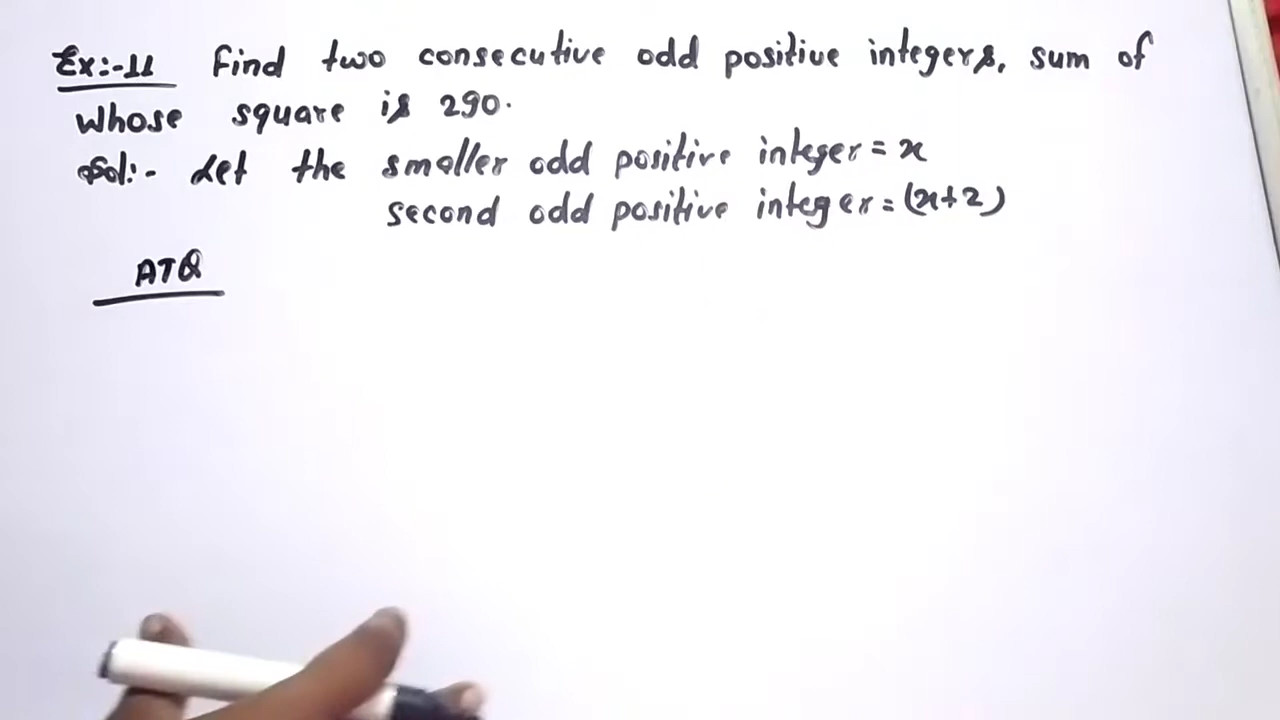 Ex:-11 Find two consecutive odd positive integers, sum of
whose square is 290.
Sol:- Let the smaller odd positive integer = x
second odd positive integer = (x+2)
ATQ